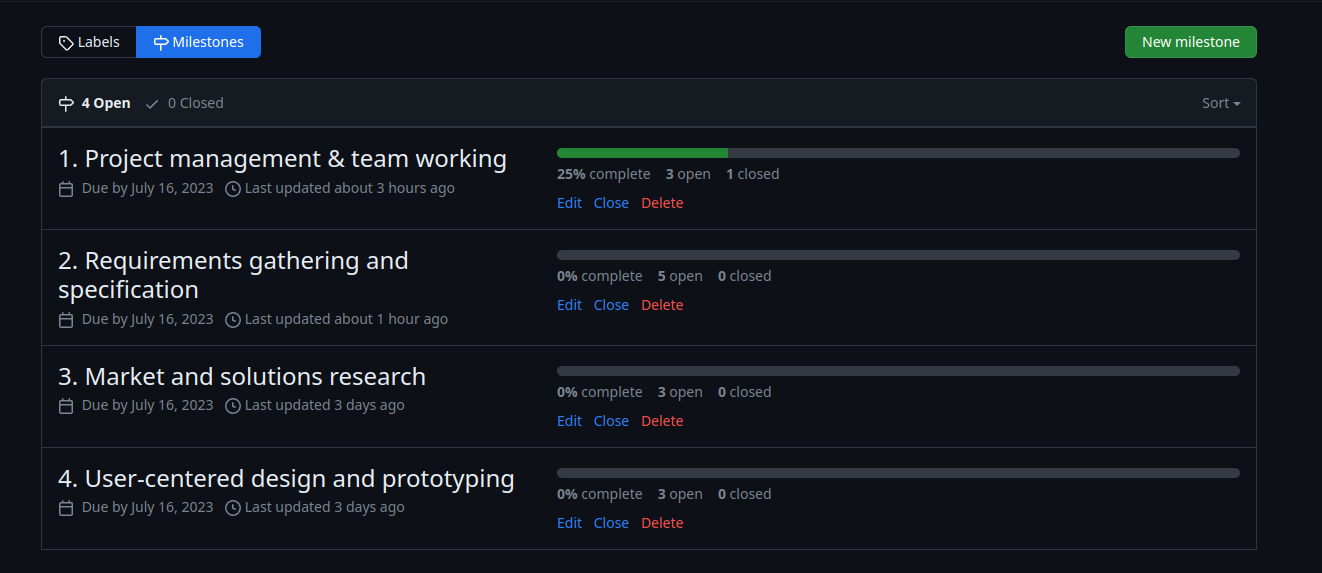 Labels Milestones New milestone
4 Open 0 Closed Sort
1. Project management & team working
Due by July 16, 2023 Last updated about 3 hours ago
25% complete 3 open 1 closed
Edit Close Delete
2. Requirements gathering and
specification
Due by July 16, 2023 Last updated about 1 hour ago
0% complete 5 open 0 closed
Edit Close Delete
3. Market and solutions research
Due by July 16, 2023 Last updated 3 days ago
0% complete 3 open 0 closed
Edit Close Delete
4. User-centered design and prototyping
Due by July 16, 2023 Last updated 3 days ago
0% complete 3 open 0 closed
Edit Close Delete